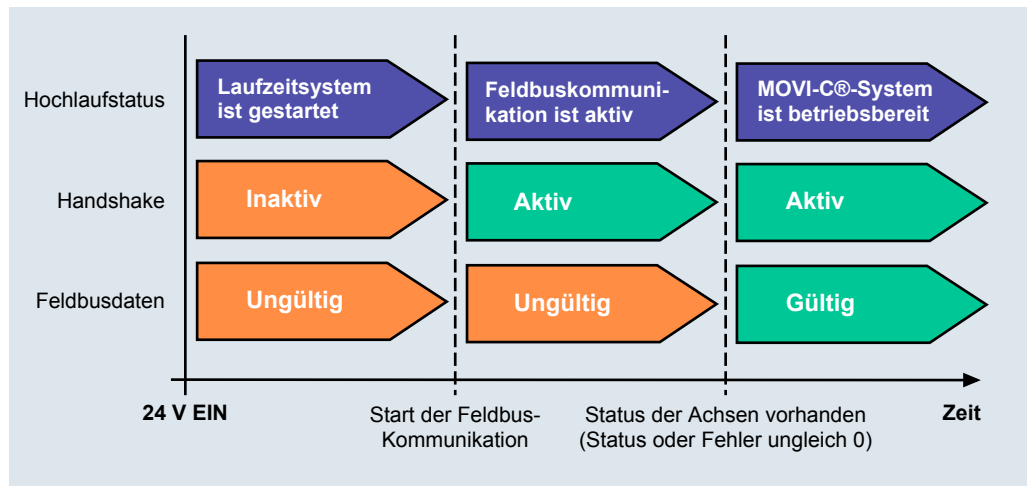 Hochlaufstatus
Laufzeitsystem
ist gestartet
Feldbuskommuni-
kation ist aktiv
MOVI-C®-System
ist betriebsbereit
Handshake
Inaktiv
Aktiv
Aktiv
Feldbusdaten
Ungültig
Ungültig
Gültig
24 V EIN
Start der Feldbus-
Kommunikation
Status der Achsen vorhanden
(Status oder Fehler ungleich 0)
Zeit